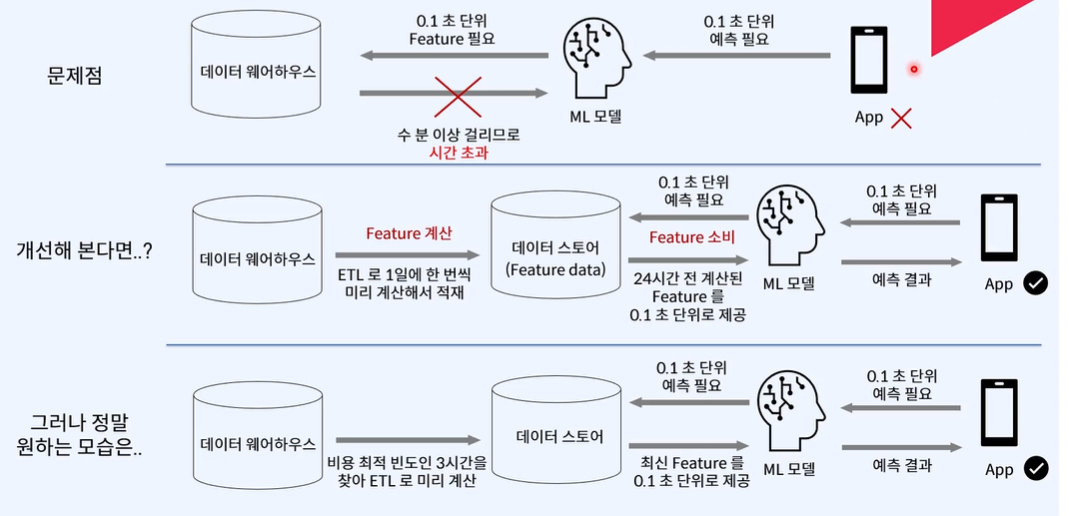 문제점
데이터 웨어하우스
0.1 초 단위
Feature 필요
수 분 이상 걸리므로
시간 초과
ML 모델
0.1 초 단위
예측 필요
App
개선해 본다면..?
데이터 웨어하우스
Feature 계산
ETL 로 1일에 한 번씩
미리 계산해서 적재
데이터 스토어
(Feature data)
0.1 초 단위
예측 필요
Feature 소비
24시간 전 계산된
Feature 를
0.1 초 단위로 제공
ML 모델
0.1 초 단위
예측 필요
예측 결과
App
그러나 정말
원하는 모습은..
데이터 웨어하우스
비용 최적 빈도인 3시간을
찾아 ETL 로 미리 계산
데이터 스토어
0.1 초 단위
예측 필요
최신 Feature 를
0.1 초 단위로 제공
ML 모델
0.1 초 단위
예측 필요
예측 결과
App